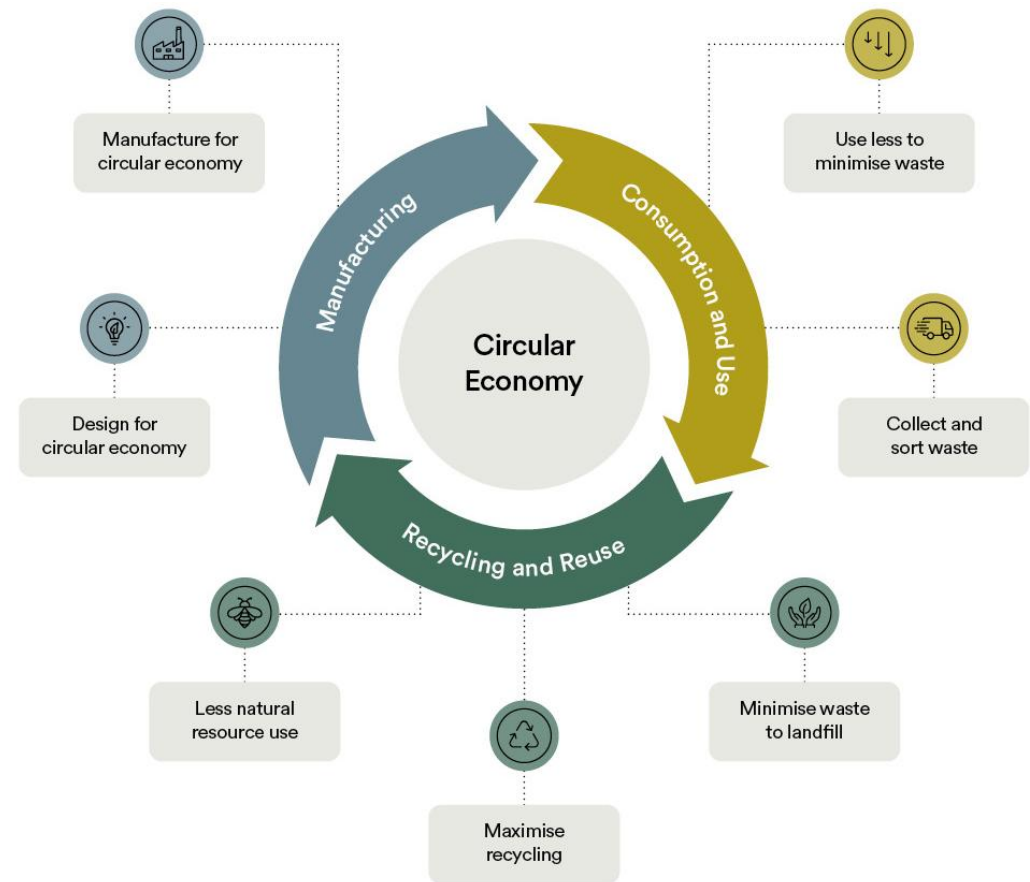 Manufacture for
circular economy
Use less to
minimise waste
Manufacturing
Consumption and Use
Circular
Economy
Design for
circular economy
Collect and
sort waste
Recycling and Reuse
Less natural
resource use
Minimise waste
to landfill
Maximise
recycling